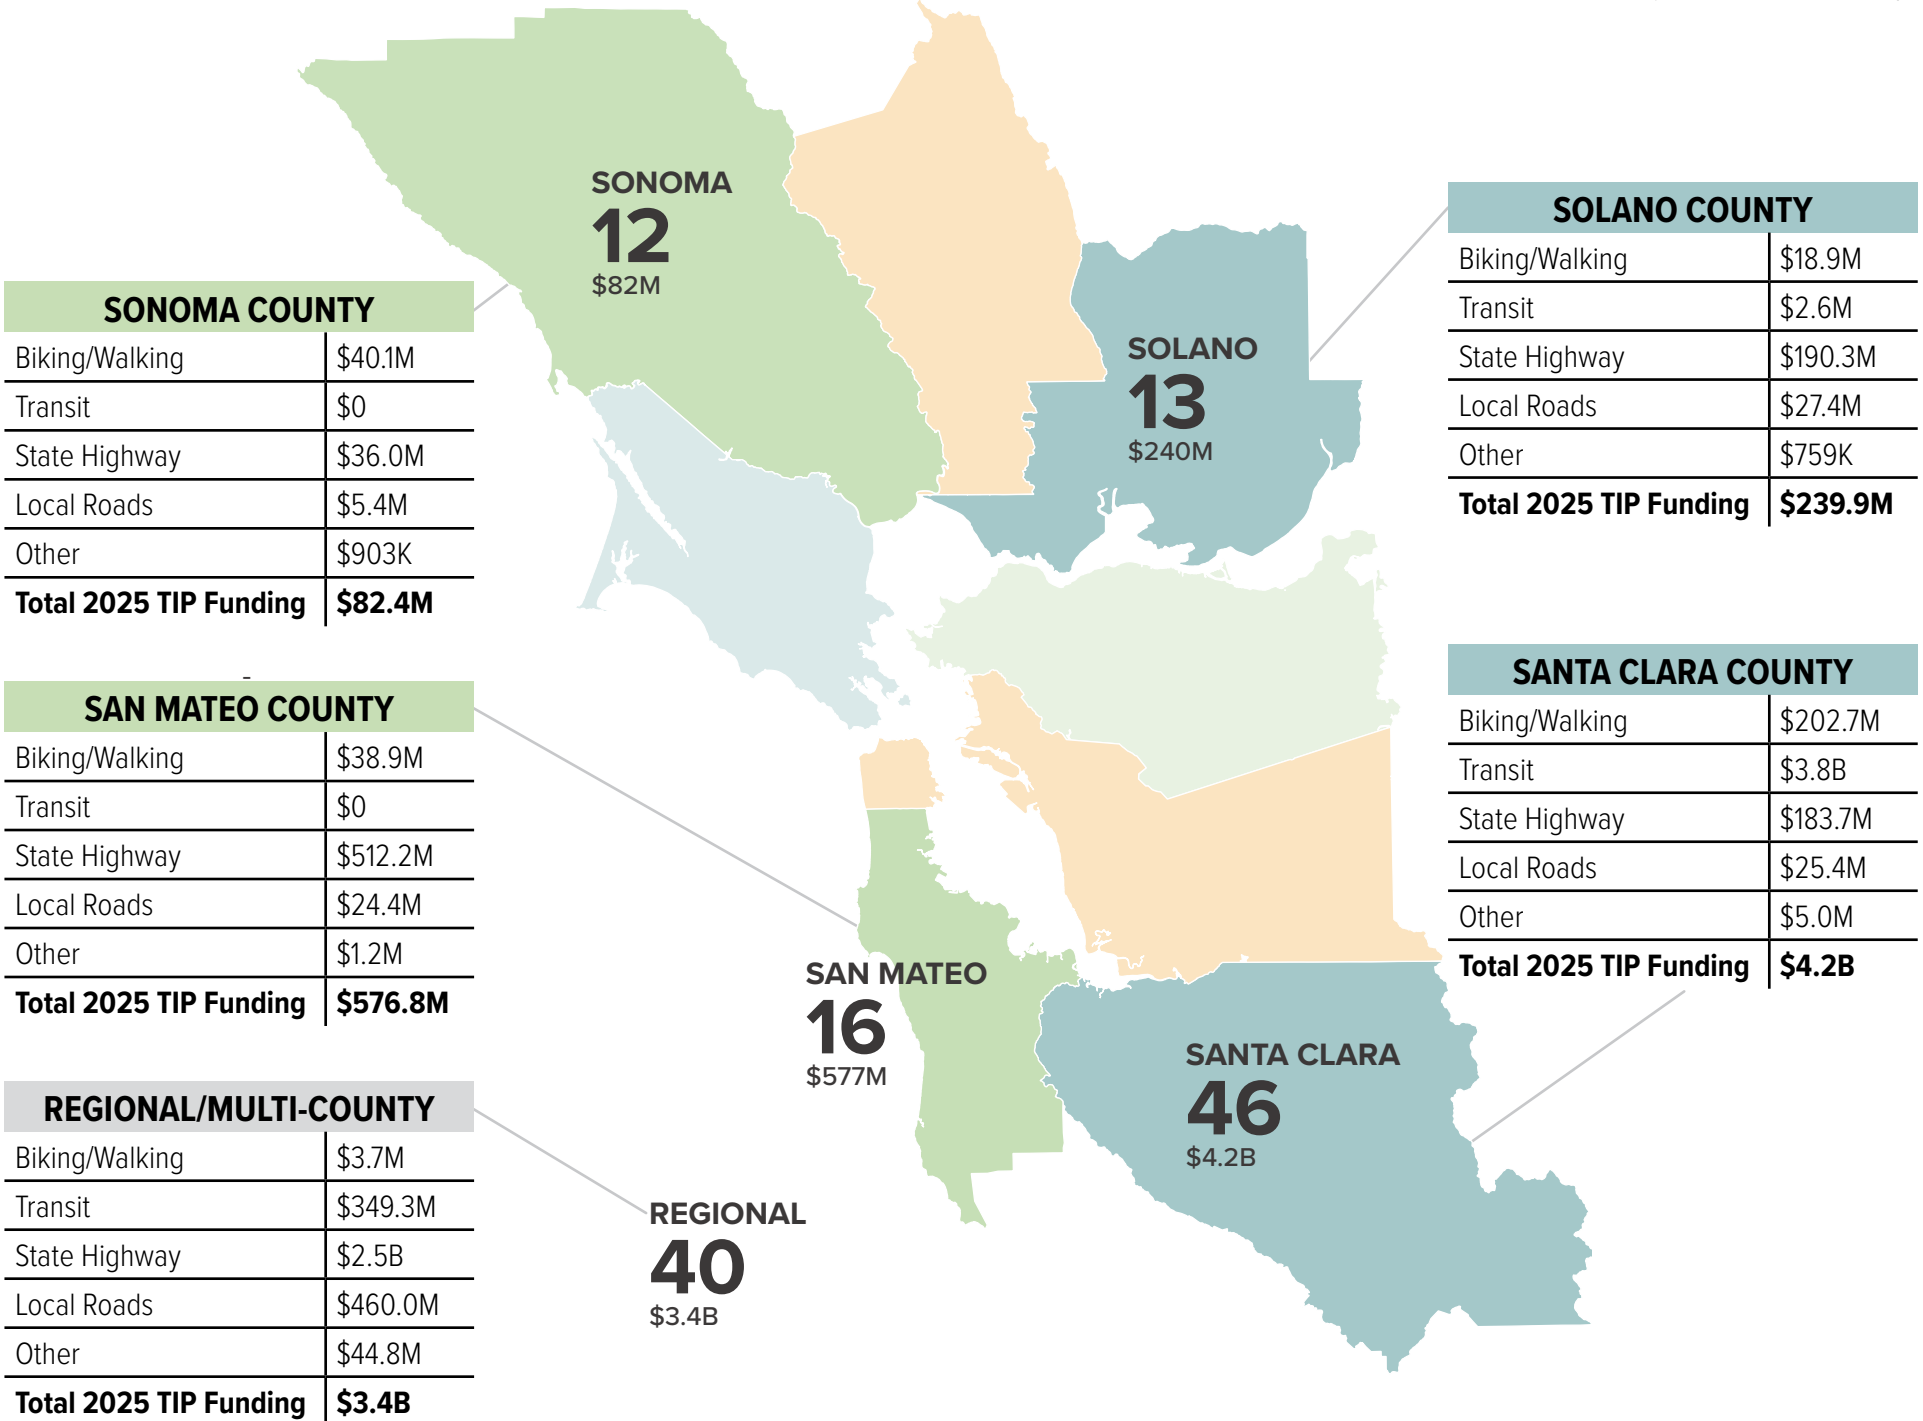 SONOMA
12
$82M
SOLANO
13
$240M
SAN MATEO
16
$577M
SANTA CLARA
46
$4.2B
REGIONAL
40
$3.4B
SONOMA COUNTY
Biking/Walking $40.1M
Transit $0
State Highway $36.0M
Local Roads $5.4M
Other $903K
Total 2025 TIP Funding $82.4M
SAN MATEO COUNTY
Biking/Walking $38.9M
Transit $0
State Highway $512.2M
Local Roads $24.4M
Other $1.2M
Total 2025 TIP Funding $576.8M
REGIONAL/MULTI-COUNTY
Biking/Walking $3.7M
Transit $349.3M
State Highway $2.5B
Local Roads $460.0M
Other $44.8M
Total 2025 TIP Funding $3.4B
SOLANO COUNTY
Biking/Walking $18.9M
Transit $2.6M
State Highway $190.3M
Local Roads $27.4M
Other $759K
Total 2025 TIP Funding $239.9M
SANTA CLARA COUNTY
Biking/Walking $202.7M
Transit $3.8B
State Highway $183.7M
Local Roads $25.4M
Other $5.0M
Total 2025 TIP Funding $4.2B